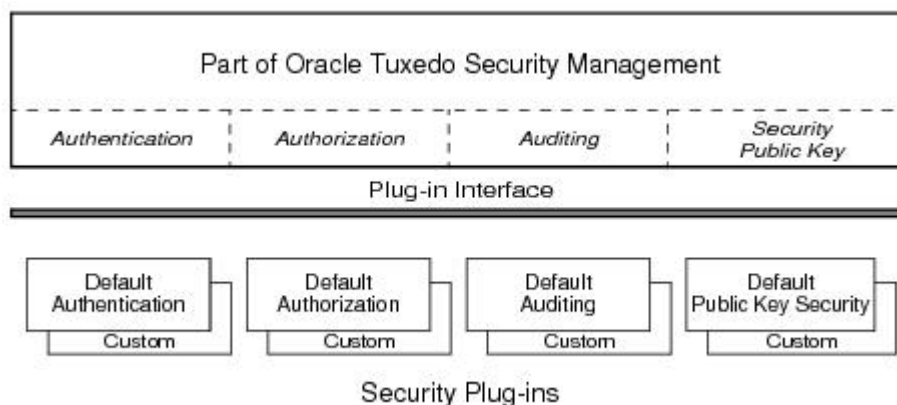 Part of Oracle Tuxedo Security Management
Authentication
Authorization
Auditing
Security
Public Key
Plug-in Interface
Default
Authentication
Custom
Default
Authorization
Custom
Default
Auditing
Custom
Default
Public Key Security
Custom
Security Plug-ins